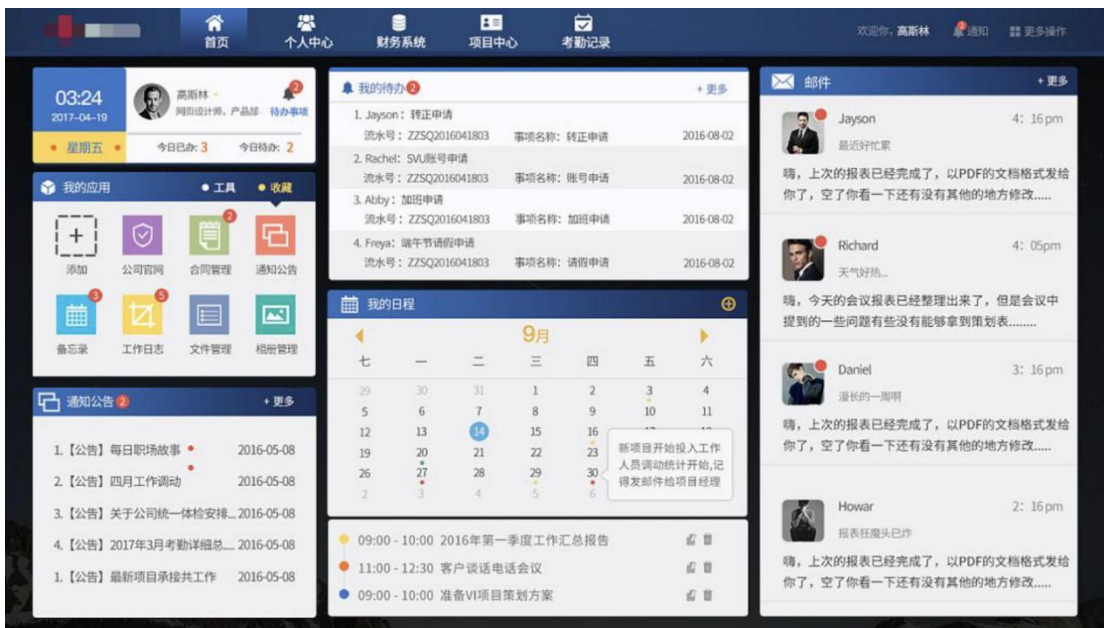 首页
个人中心
财务系统
项目中心
考勤记录
欢迎你，高斯林
2
通知
更多操作
03:24
2017-04-19
星期五
高斯林
网页设计师，产品部
2
待办事项
今日已办：3
今日待办：2
我的应用
工具
收藏
添加
公司官网
2
合同管理
通知公告
3
备忘录
5
工作日志
文件管理
相册管理
通知公告 2
+ 更多
1.【公告】每日职场故事 2016-05-08
2.【公告】四月工作调动 2016-05-08
3.【公告】关于公司统一体检安排... 2016-05-08
4.【公告】2017年3月考勤详细总.... 2016-05-08
1.【公告】最新项目承接共工作 2016-05-08
我的待办 2
+ 更多
1. Jayson：转正申请
流水号：ZZSQ2016041803 事项名称：转正申请 2016-08-02
2. Rachel：SVU账号申请
流水号：ZZSQ2016041803 事项名称：账号申请 2016-08-02
3. Abby：加班申请
流水号：ZZSQ2016041803 事项名称：加班申请 2016-08-02
4. Freya：端午节请假申请
流水号：ZZSQ2016041803 事项名称：请假申请 2016-08-02
我的日程
9月
七 一 二 三 四 五 六
29 30 31 1 2 3 4
5 6 7 8 9 10 11
12 13 14 15 16
19 20 21 22 23
26 27 28 29 30
2 3 4 5 6
新项目开始投入工作
人员调动统计开始,记
得发邮件给项目经理
09:00 - 10:00 2016年第一季度工作汇总报告
11:00 - 12:30 客户谈话电话会议
09:00 - 10:00 准备VI项目策划方案
邮件
+ 更多
Jayson 4：16pm
最近好忙累
嗨，上次的报表已经完成了，以PDF的文档格式发给
你了，空了你看一下还有没有其他的地方修改.....
Richard 4：05pm
天气好热...
嗨，今天的会议报表已经整理出来了，但是会议中
提到的一些问题有些没有能够拿到策划表........
Daniel 3：16pm
漫长的一周啊
嗨，上次的报表已经完成了，以PDF的文档格式发给
你了，空了你看一下还有没有其他的地方修改.....
Howar 2：16pm
报表狂魔头已炸
嗨，上次的报表已经完成了，以PDF的文档格式发给
你了，空了你看一下还有没有其他的地方修改.....